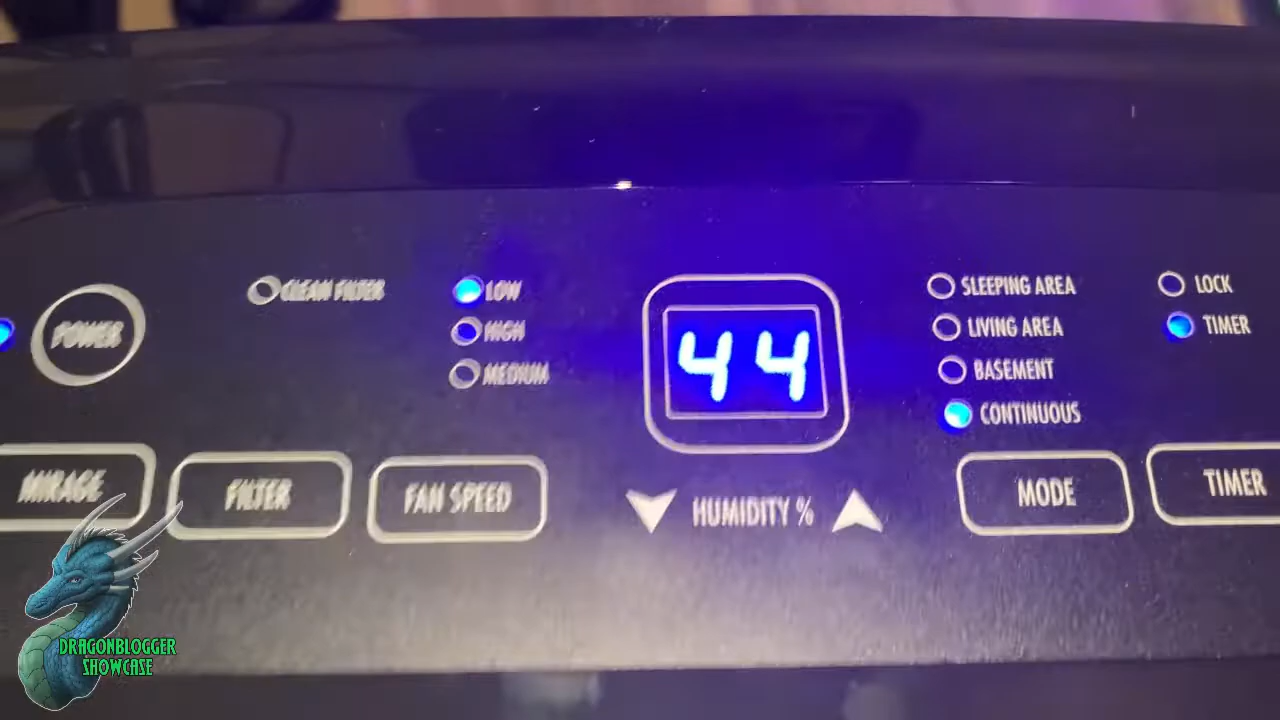 POWER
CLEAN FILTER
LOW
HIGH
MEDIUM
44
SLEEPING AREA
LIVING AREA
BASEMENT
CONTINUOUS
LOCK
TIMER
MIRAGE
FILTER
FAN SPEED
HUMIDITY %
MODE
TIMER
DRAGONBLOGGER
SHOWCASE